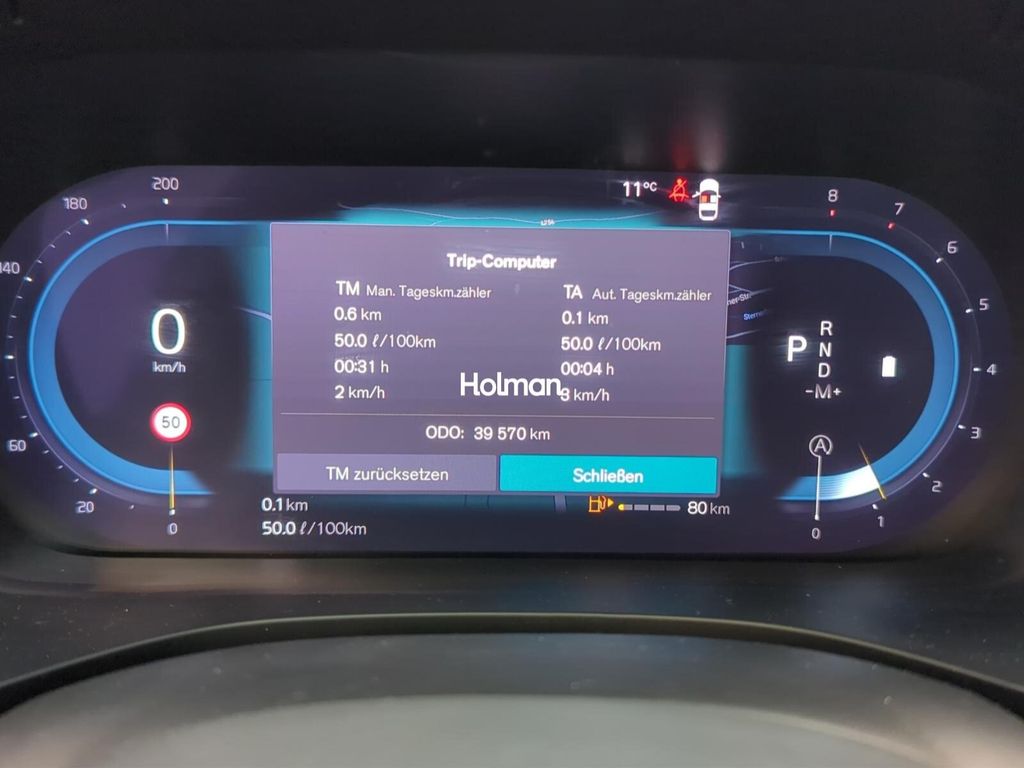 200
11°C
8
180
7
6
Trip-Computer
140
TM Man. Tageskm.zähler
TA Aut. Tageskm.zähler
0.6 km
0.1 km
5
50.0 ℓ/100km
50.0 ℓ/100km
0
km/h
P
R
N
D
-M+
00:31 h
00:04 h
4
2 km/h
Holman
3 km/h
50
ODO: 39 570 km
A
3
60
TM zurücksetzen
Schließen
2
20
0.1 km
80 km
1
0
50.0 ℓ/100km
0